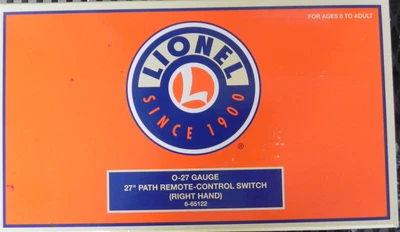 FOR AGES 8 TO ADULT
LIONEL
L
SINCE 1900
®
O-27 GAUGE
27" PATH REMOTE-CONTROL SWITCH
(RIGHT HAND)
6-65122